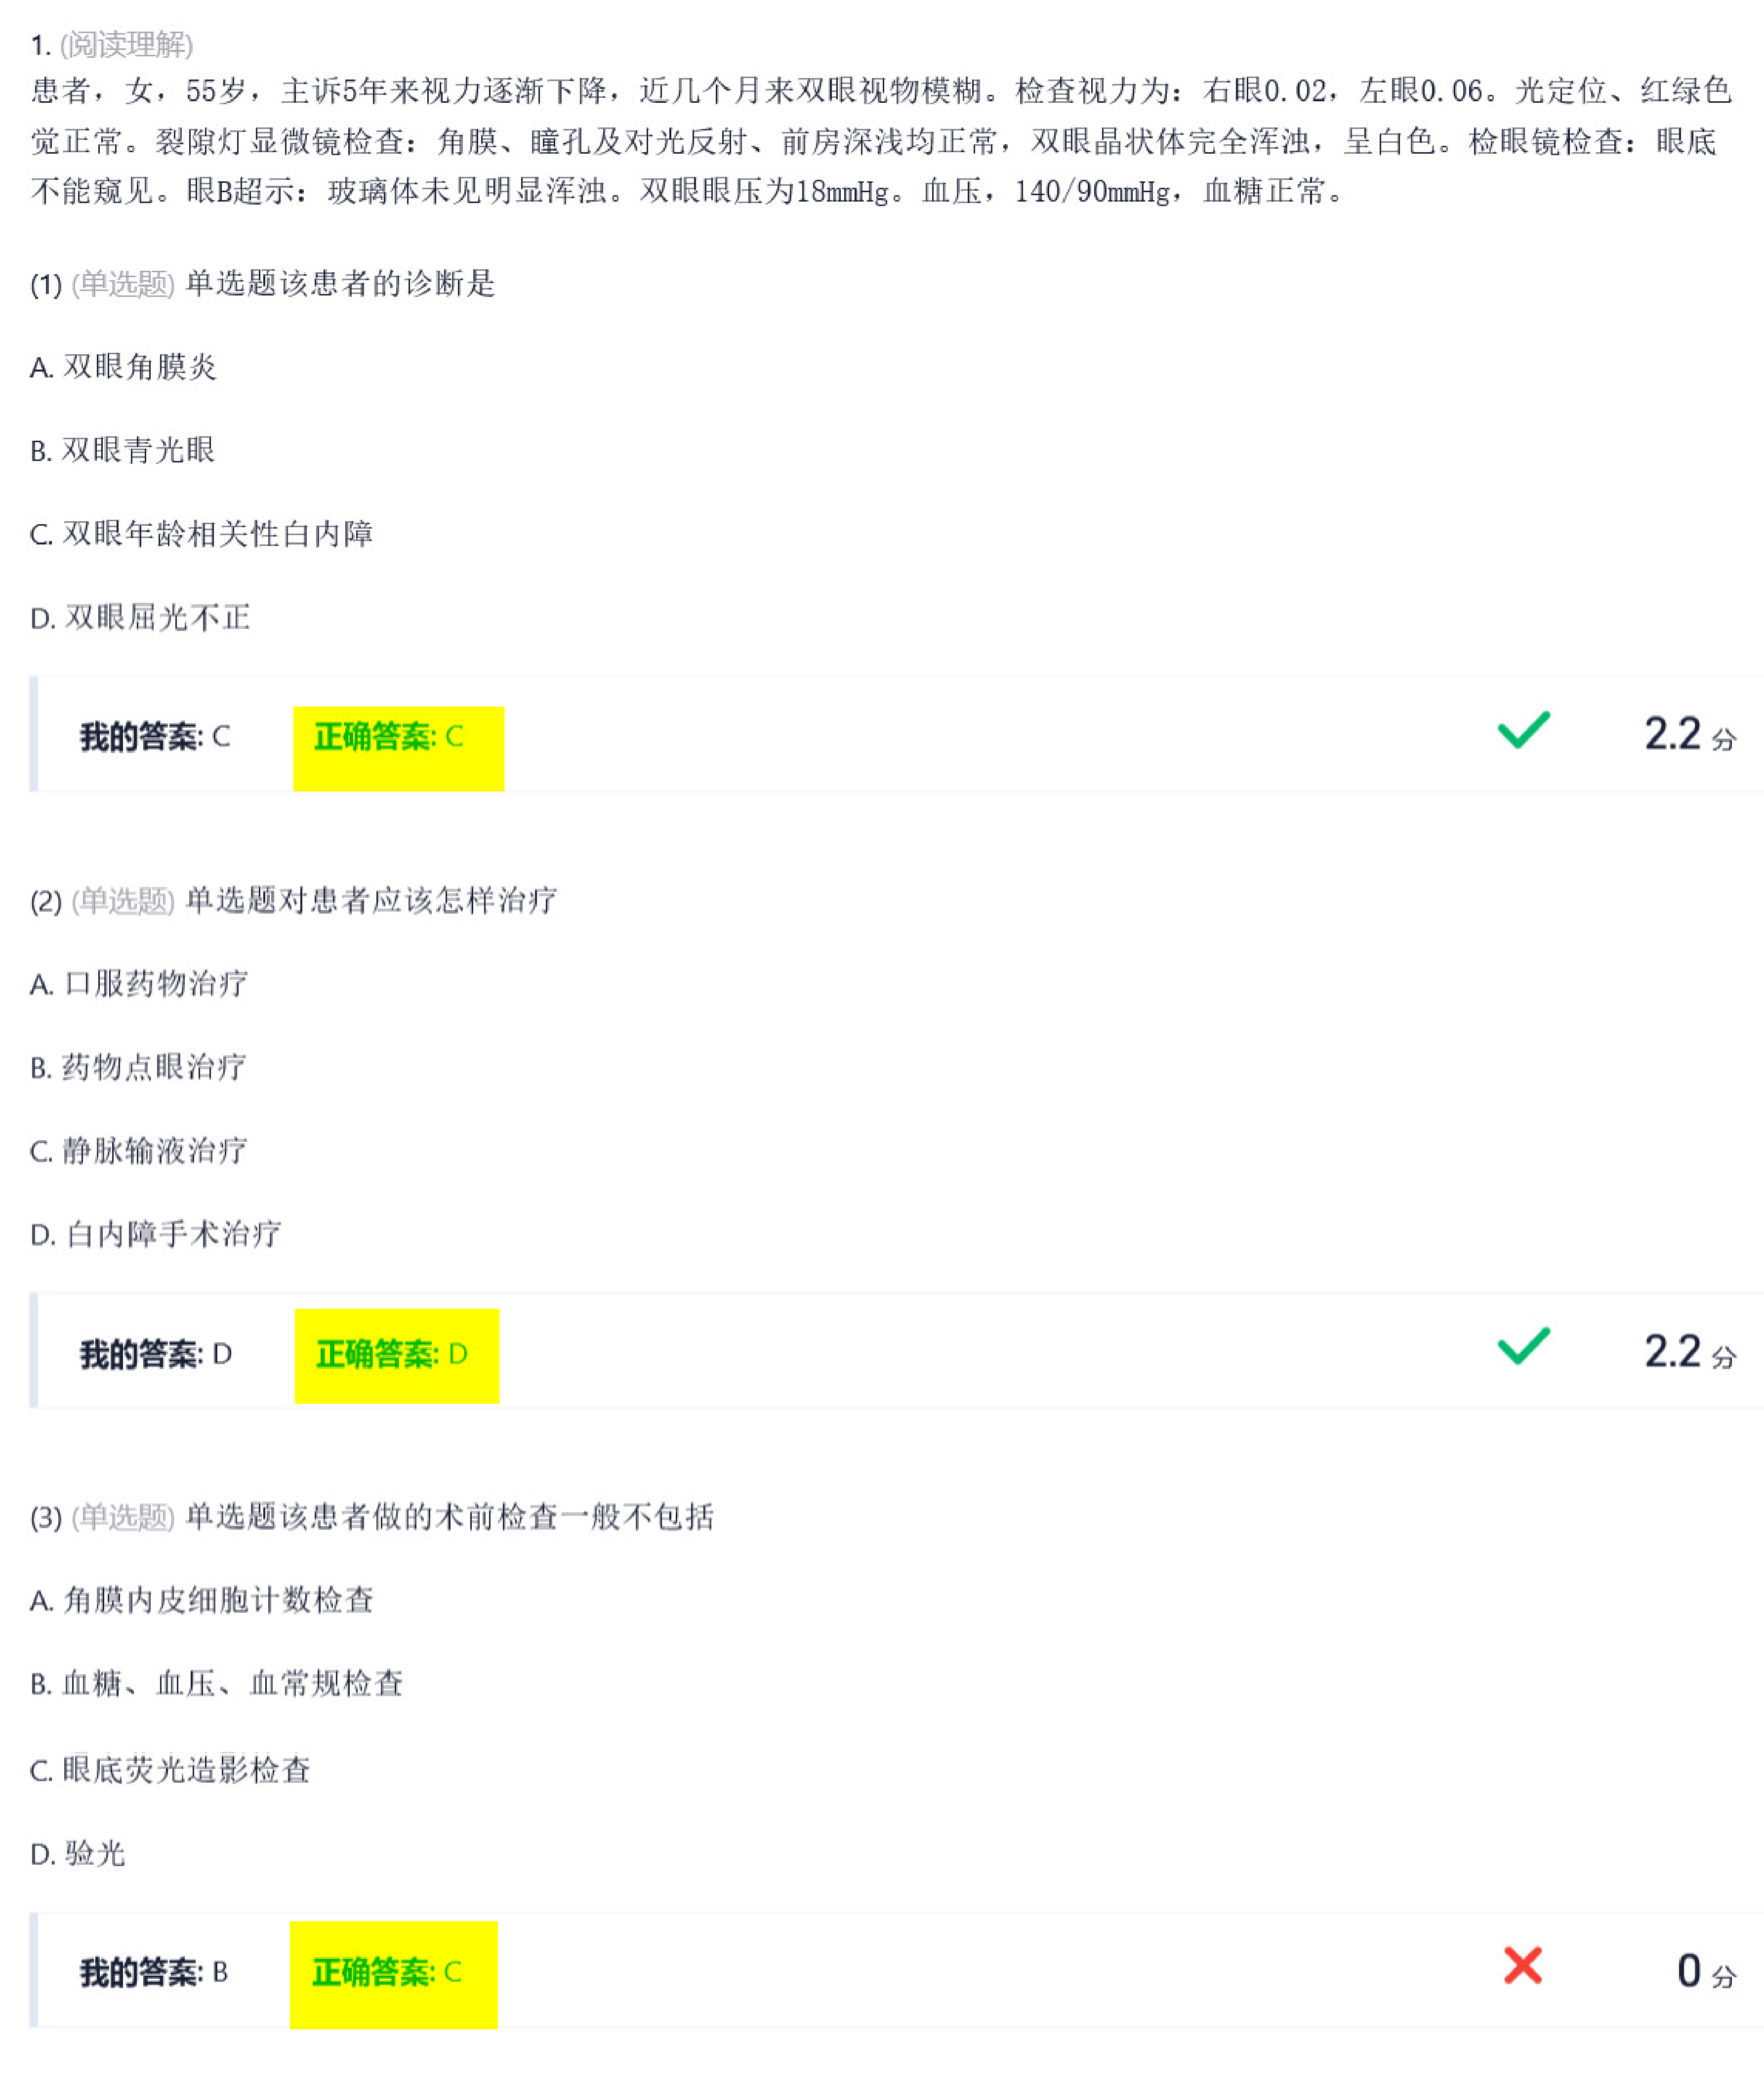 1. (阅读理解)
患者，女，55岁，主诉5年来视力逐渐下降，近几个月来双眼视物模糊。检查视力为：右眼0.02，左眼0.06。光定位、红绿色
觉正常。裂隙灯显微镜检查：角膜、瞳孔及对光反射、前房深浅均正常，双眼晶状体完全浑浊，呈白色。检眼镜检查：眼底
不能窥见。眼B超示：玻璃体未见明显浑浊。双眼眼压为18mmHg。血压，140/90mmHg，血糖正常。
(1) (单选题) 单选题该患者的诊断是
A. 双眼角膜炎
B. 双眼青光眼
C. 双眼年龄相关性白内障
D. 双眼屈光不正
我的答案: C 正确答案: C 2.2 分
(2) (单选题) 单选题对患者应该怎样治疗
A. 口服药物治疗
B. 药物点眼治疗
C. 静脉输液治疗
D. 白内障手术治疗
我的答案: D 正确答案: D 2.2 分
(3) (单选题) 单选题该患者做的术前检查一般不包括
A. 角膜内皮细胞计数检查
B. 血糖、血压、血常规检查
C. 眼底荧光造影检查
D. 验光
我的答案: B 正确答案: C 0 分